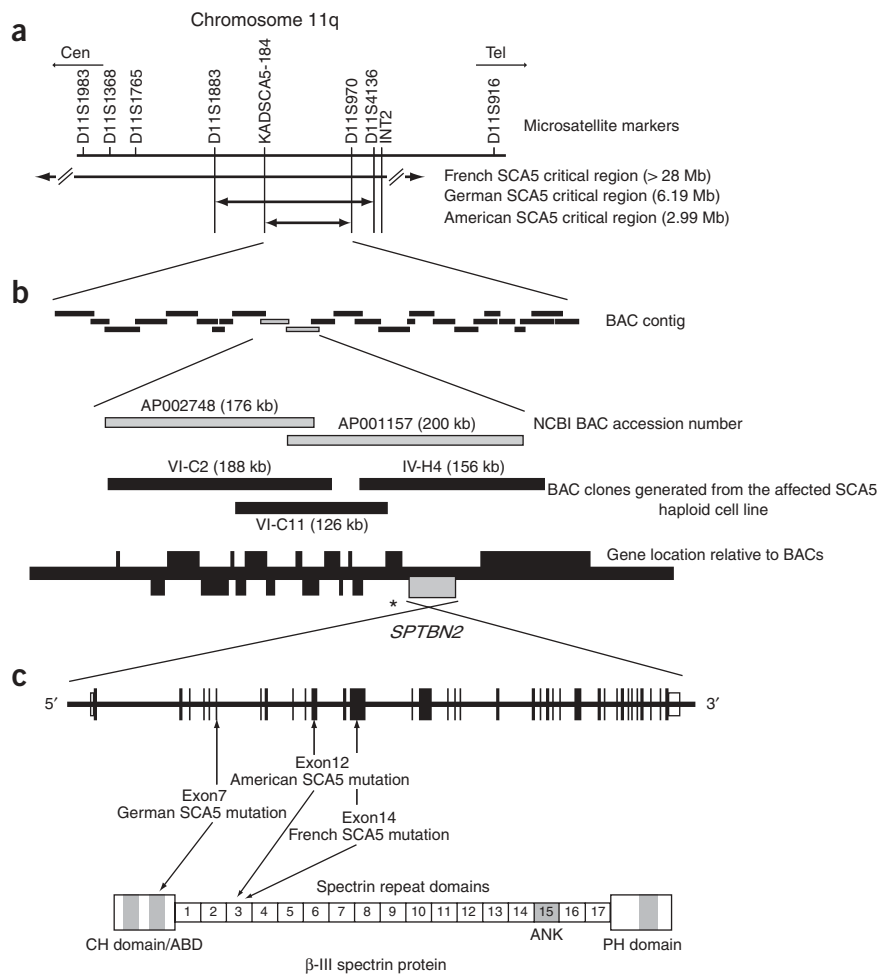 a
Chromosome 11q
Cen
Tel
D11S1983
D11S1368
D11S1765
D11S1883
KADSCA5-184
D11S970
D11S4136
INT2
D11S916
Microsatellite markers
French SCA5 critical region (> 28 Mb)
German SCA5 critical region (6.19 Mb)
American SCA5 critical region (2.99 Mb)
b
BAC contig
AP002748 (176 kb)
AP001157 (200 kb)
NCBI BAC accession number
VI-C2 (188 kb)
IV-H4 (156 kb)
BAC clones generated from the affected SCA5
haploid cell line
VI-C11 (126 kb)
Gene location relative to BACs
*
SPTBN2
c
5′
3′
Exon12
American SCA5 mutation
Exon7
German SCA5 mutation
Exon14
French SCA5 mutation
Spectrin repeat domains
1 2 3 4 5 6 7 8 9 10 11 12 13 14 15 16 17
CH domain/ABD
ANK
PH domain
β-III spectrin protein